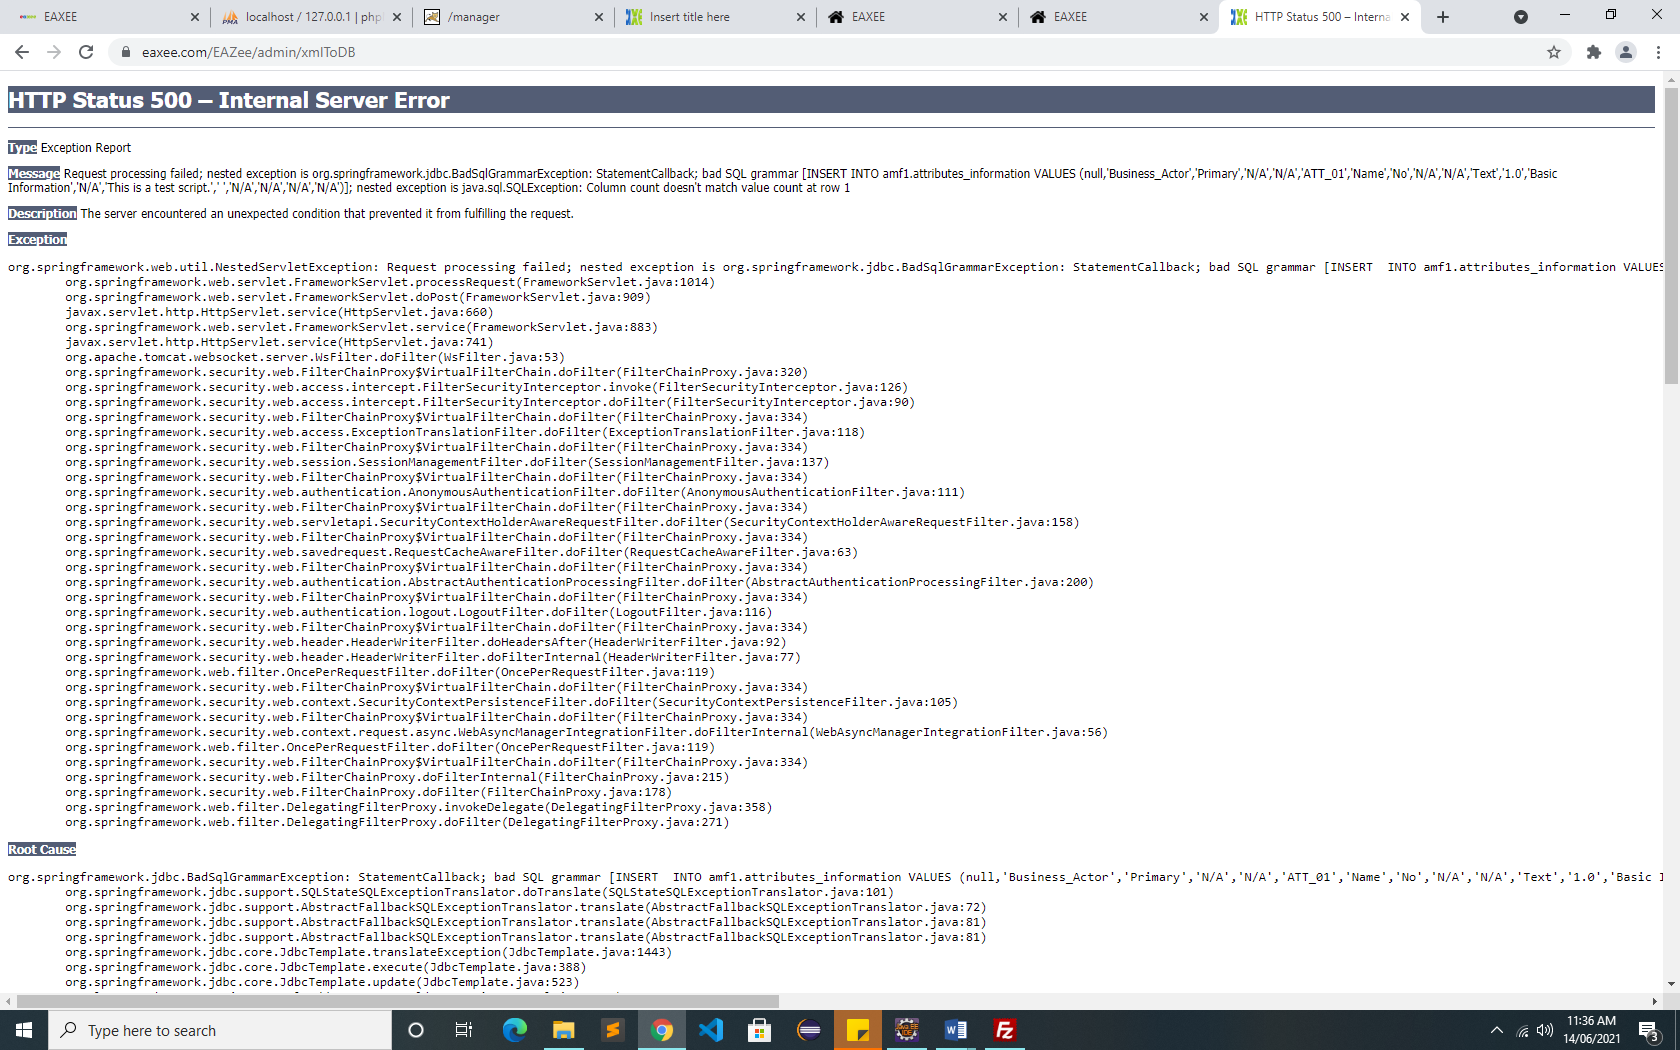 EAXEE
localhost / 127.0.0.1 | php
/manager
Insert title here
EAXEE
EAXEE
HTTP Status 500 – Interna
eaxee.com/EAZee/admin/xmlToDB
HTTP Status 500 – Internal Server Error
Type Exception Report
Message Request processing failed; nested exception is org.springframework.jdbc.BadSqlGrammarException: StatementCallback; bad SQL grammar [INSERT INTO amf1.attributes_information VALUES (null,'Business_Actor','Primary','N/A','N/A','ATT_01','Name','No','N/A','N/A','Text','1.0','Basic
Information','N/A','This is a test script.',' ','N/A','N/A','N/A','N/A')]; nested exception is java.sql.SQLException: Column count doesn't match value count at row 1
Description The server encountered an unexpected condition that prevented it from fulfilling the request.
Exception
org.springframework.web.util.NestedServletException: Request processing failed; nested exception is org.springframework.jdbc.BadSqlGrammarException: StatementCallback; bad SQL grammar [INSERT  INTO amf1.attributes_information VALUES
org.springframework.web.servlet.FrameworkServlet.processRequest(FrameworkServlet.java:1014)
org.springframework.web.servlet.FrameworkServlet.doPost(FrameworkServlet.java:909)
javax.servlet.http.HttpServlet.service(HttpServlet.java:660)
org.springframework.web.servlet.FrameworkServlet.service(FrameworkServlet.java:883)
javax.servlet.http.HttpServlet.service(HttpServlet.java:741)
org.apache.tomcat.websocket.server.WsFilter.doFilter(WsFilter.java:53)
org.springframework.security.web.FilterChainProxy$VirtualFilterChain.doFilter(FilterChainProxy.java:320)
org.springframework.security.web.access.intercept.FilterSecurityInterceptor.invoke(FilterSecurityInterceptor.java:126)
org.springframework.security.web.access.intercept.FilterSecurityInterceptor.doFilter(FilterSecurityInterceptor.java:90)
org.springframework.security.web.FilterChainProxy$VirtualFilterChain.doFilter(FilterChainProxy.java:334)
org.springframework.security.web.access.ExceptionTranslationFilter.doFilter(ExceptionTranslationFilter.java:118)
org.springframework.security.web.FilterChainProxy$VirtualFilterChain.doFilter(FilterChainProxy.java:334)
org.springframework.security.web.session.SessionManagementFilter.doFilter(SessionManagementFilter.java:137)
org.springframework.security.web.FilterChainProxy$VirtualFilterChain.doFilter(FilterChainProxy.java:334)
org.springframework.security.web.authentication.AnonymousAuthenticationFilter.doFilter(AnonymousAuthenticationFilter.java:111)
org.springframework.security.web.FilterChainProxy$VirtualFilterChain.doFilter(FilterChainProxy.java:334)
org.springframework.security.web.servletapi.SecurityContextHolderAwareRequestFilter.doFilter(SecurityContextHolderAwareRequestFilter.java:158)
org.springframework.security.web.FilterChainProxy$VirtualFilterChain.doFilter(FilterChainProxy.java:334)
org.springframework.security.web.savedrequest.RequestCacheAwareFilter.doFilter(RequestCacheAwareFilter.java:63)
org.springframework.security.web.FilterChainProxy$VirtualFilterChain.doFilter(FilterChainProxy.java:334)
org.springframework.security.web.authentication.AbstractAuthenticationProcessingFilter.doFilter(AbstractAuthenticationProcessingFilter.java:200)
org.springframework.security.web.FilterChainProxy$VirtualFilterChain.doFilter(FilterChainProxy.java:334)
org.springframework.security.web.authentication.logout.LogoutFilter.doFilter(LogoutFilter.java:116)
org.springframework.security.web.FilterChainProxy$VirtualFilterChain.doFilter(FilterChainProxy.java:334)
org.springframework.security.web.header.HeaderWriterFilter.doHeadersAfter(HeaderWriterFilter.java:92)
org.springframework.security.web.header.HeaderWriterFilter.doFilterInternal(HeaderWriterFilter.java:77)
org.springframework.web.filter.OncePerRequestFilter.doFilter(OncePerRequestFilter.java:119)
org.springframework.security.web.FilterChainProxy$VirtualFilterChain.doFilter(FilterChainProxy.java:334)
org.springframework.security.web.context.SecurityContextPersistenceFilter.doFilter(SecurityContextPersistenceFilter.java:105)
org.springframework.security.web.FilterChainProxy$VirtualFilterChain.doFilter(FilterChainProxy.java:334)
org.springframework.security.web.context.request.async.WebAsyncManagerIntegrationFilter.doFilterInternal(WebAsyncManagerIntegrationFilter.java:56)
org.springframework.web.filter.OncePerRequestFilter.doFilter(OncePerRequestFilter.java:119)
org.springframework.security.web.FilterChainProxy$VirtualFilterChain.doFilter(FilterChainProxy.java:334)
org.springframework.security.web.FilterChainProxy.doFilterInternal(FilterChainProxy.java:215)
org.springframework.security.web.FilterChainProxy.doFilter(FilterChainProxy.java:178)
org.springframework.web.filter.DelegatingFilterProxy.invokeDelegate(DelegatingFilterProxy.java:358)
org.springframework.web.filter.DelegatingFilterProxy.doFilter(DelegatingFilterProxy.java:271)
Root Cause
org.springframework.jdbc.BadSqlGrammarException: StatementCallback; bad SQL grammar [INSERT  INTO amf1.attributes_information VALUES (null,'Business_Actor','Primary','N/A','N/A','ATT_01','Name','No','N/A','N/A','Text','1.0','Basic I
org.springframework.jdbc.support.SQLStateSQLExceptionTranslator.doTranslate(SQLStateSQLExceptionTranslator.java:101)
org.springframework.jdbc.support.AbstractFallbackSQLExceptionTranslator.translate(AbstractFallbackSQLExceptionTranslator.java:72)
org.springframework.jdbc.support.AbstractFallbackSQLExceptionTranslator.translate(AbstractFallbackSQLExceptionTranslator.java:81)
org.springframework.jdbc.support.AbstractFallbackSQLExceptionTranslator.translate(AbstractFallbackSQLExceptionTranslator.java:81)
org.springframework.jdbc.core.JdbcTemplate.translateException(JdbcTemplate.java:1443)
org.springframework.jdbc.core.JdbcTemplate.execute(JdbcTemplate.java:388)
org.springframework.jdbc.core.JdbcTemplate.update(JdbcTemplate.java:523)
Type here to search
11:36 AM
14/06/2021
3